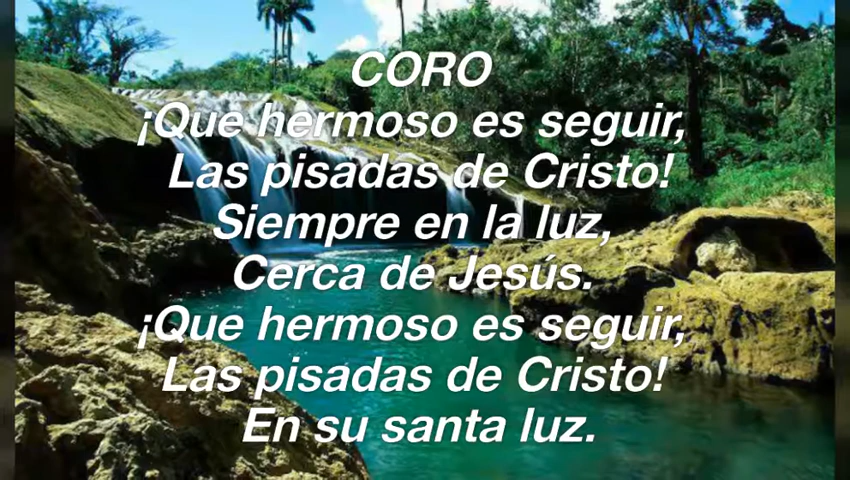 CORO
¡Que hermoso es seguir,
Las pisadas de Cristo!
Siempre en la luz,
Cerca de Jesús.
¡Que hermoso es seguir,
Las pisadas de Cristo!
En su santa luz.